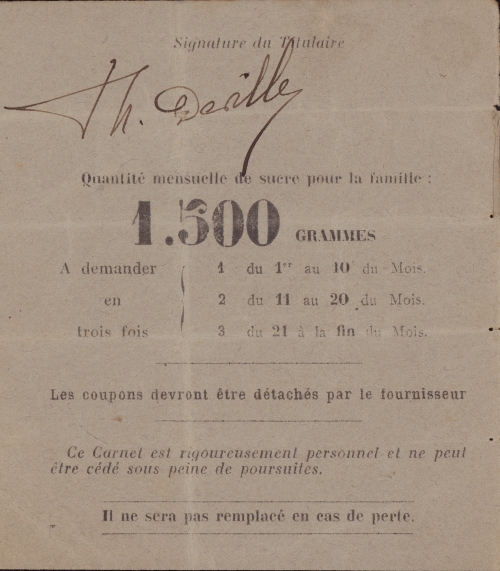 Signature du Titulaire
Th. Deville
Quantité mensuelle de sucre pour la famille :
1.500 GRAMMES
A demander 1 du 1er au 10 du Mois.
en 2 du 11 au 20 du Mois.
trois fois 3 du 21 à la fin du Mois.
Les coupons devront être détachés par le fournisseur
Ce Carnet est rigoureusement personnel et ne peut
être cédé sous peine de poursuites.
Il ne sera pas remplacé en cas de perte.